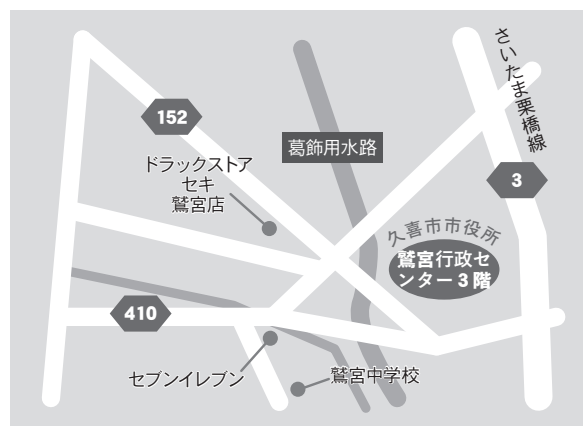 さいたま栗橋線
152
葛飾用水路
ドラックストア
セキ
鷲宮店
3
久喜市市役所
鷲宮行政セ
ンター3階
410
セブンイレブン
鷲宮中学校